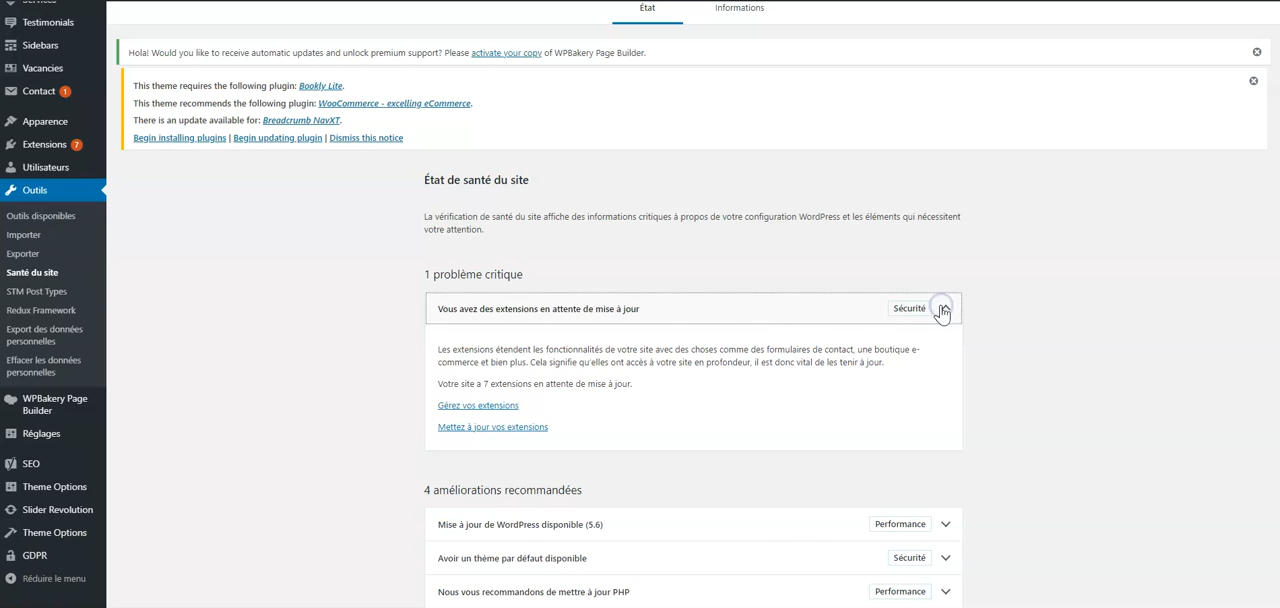 Testimonials
Sidebars
Vacancies
Contact 1
Apparence
Extensions 7
Utilisateurs
Outils
Outils disponibles
Importer
Exporter
Santé du site
STM Post Types
Redux Framework
Export des données
personnelles
Effacer les données
personnelles
WPBakery Page
Builder
Réglages
SEO
Theme Options
Slider Revolution
Theme Options
GDPR
Réduire le menu
État Informations
Hola! Would you like to receive automatic updates and unlock premium support? Please activate your copy of WPBakery Page Builder.
This theme requires the following plugin: Bookly Lite.
This theme recommends the following plugin: WooCommerce - excelling eCommerce.
There is an update available for: Breadcrumb NavXT.
Begin installing plugins | Begin updating plugin | Dismiss this notice
État de santé du site
La vérification de santé du site affiche des informations critiques à propos de votre configuration WordPress et les éléments qui nécessitent
votre attention.
1 problème critique
Vous avez des extensions en attente de mise à jour Sécurité
Les extensions étendent les fonctionnalités de votre site avec des choses comme des formulaires de contact, une boutique e-
commerce et bien plus. Cela signifie qu'elles ont accès à votre site en profondeur, il est donc vital de les tenir à jour.
Votre site a 7 extensions en attente de mise à jour.
Gérez vos extensions
Mettez à jour vos extensions
4 améliorations recommandées
Mise à jour de WordPress disponible (5.6) Performance
Avoir un thème par défaut disponible Sécurité
Nous vous recommandons de mettre à jour PHP Performance